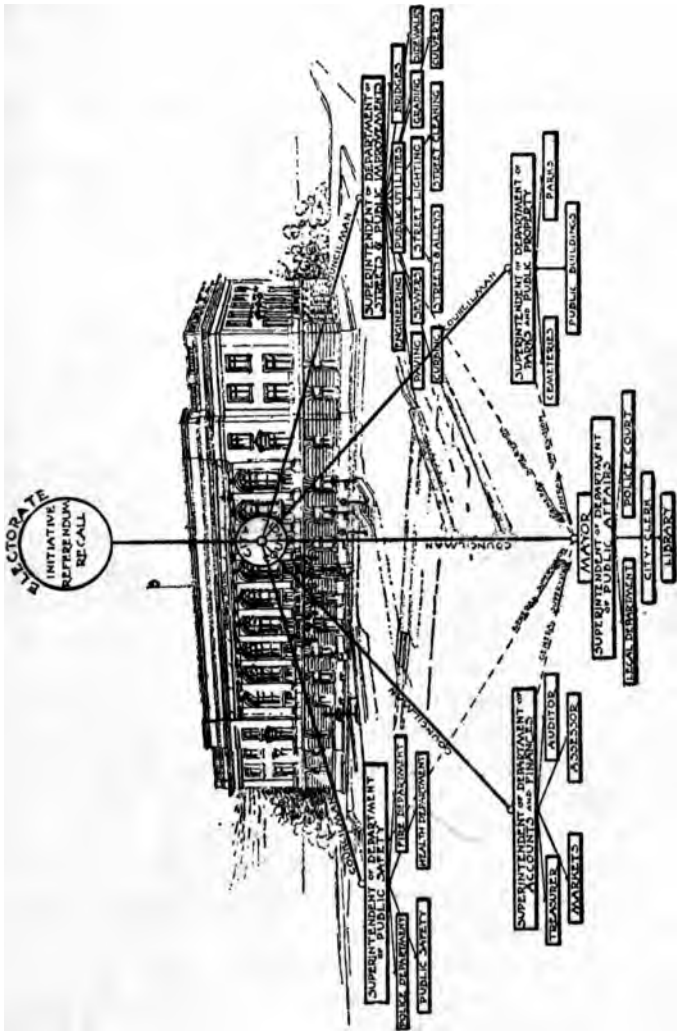 ELECTORATE
INITIATIVE
REFERENDUM
RECALL
COUNCILMAN
COUNCILMAN
COUNCILMAN
COUNCILMAN
SUPERINTENDENT OF DEPARTMENT
OF PUBLIC SAFETY
POLICE DEPARTMENT
FIRE DEPARTMENT
PUBLIC SAFETY
HEALTH DEPARTMENT
SUPERINTENDENT OF DEPARTMENT OF
STREETS & PUBLIC IMPROVEMENTS
ENGINEERING
PUBLIC UTILITIES
BRIDGES
PAVING
SEWERS
STREET LIGHTING
GRADING
SIDEWALKS
CURBING
STREETS & ALLEYS
STREET CLEANING
CULVERTS
SUPERINTENDENT OF DEPARTMENT OF
ACCOUNTS AND FINANCES
TREASURER
AUDITOR
MARKETS
ASSESSOR
SUPERINTENDENT OF DEPARTMENT OF
PARKS AND PUBLIC PROPERTY
CEMETERIES
PARKS
PUBLIC BUILDINGS
MAYOR
SUPERINTENDENT OF DEPARTMENT
OF PUBLIC AFFAIRS
LEGAL DEPARTMENT
POLICE COURT
CITY CLERK
LIBRARY